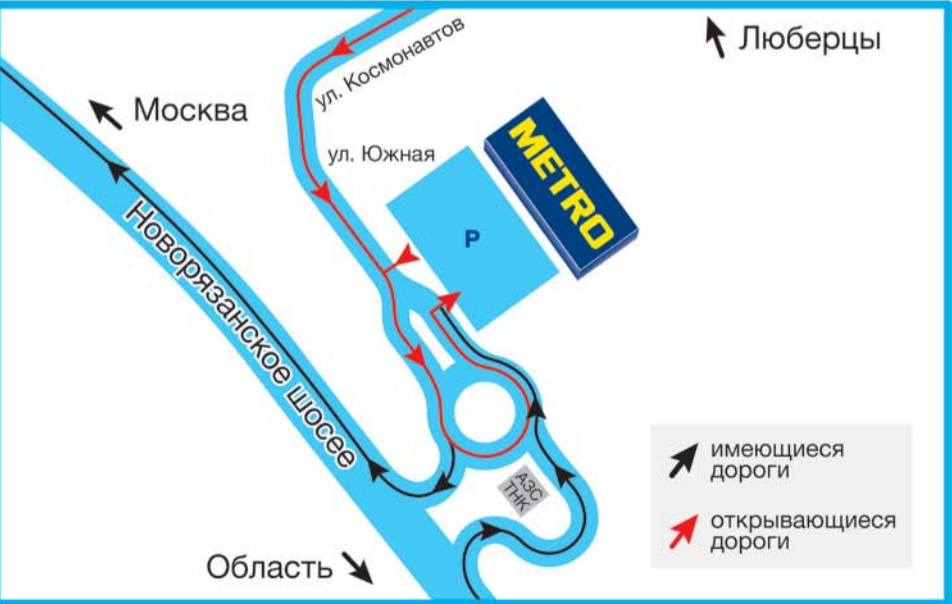 Люберцы
ул. Космонавтов
Москва
ул. Южная
METRO
P
Новорязанское шосее
АЗС
ТНК
имеющиеся
дороги
открывающиеся
дороги
Область